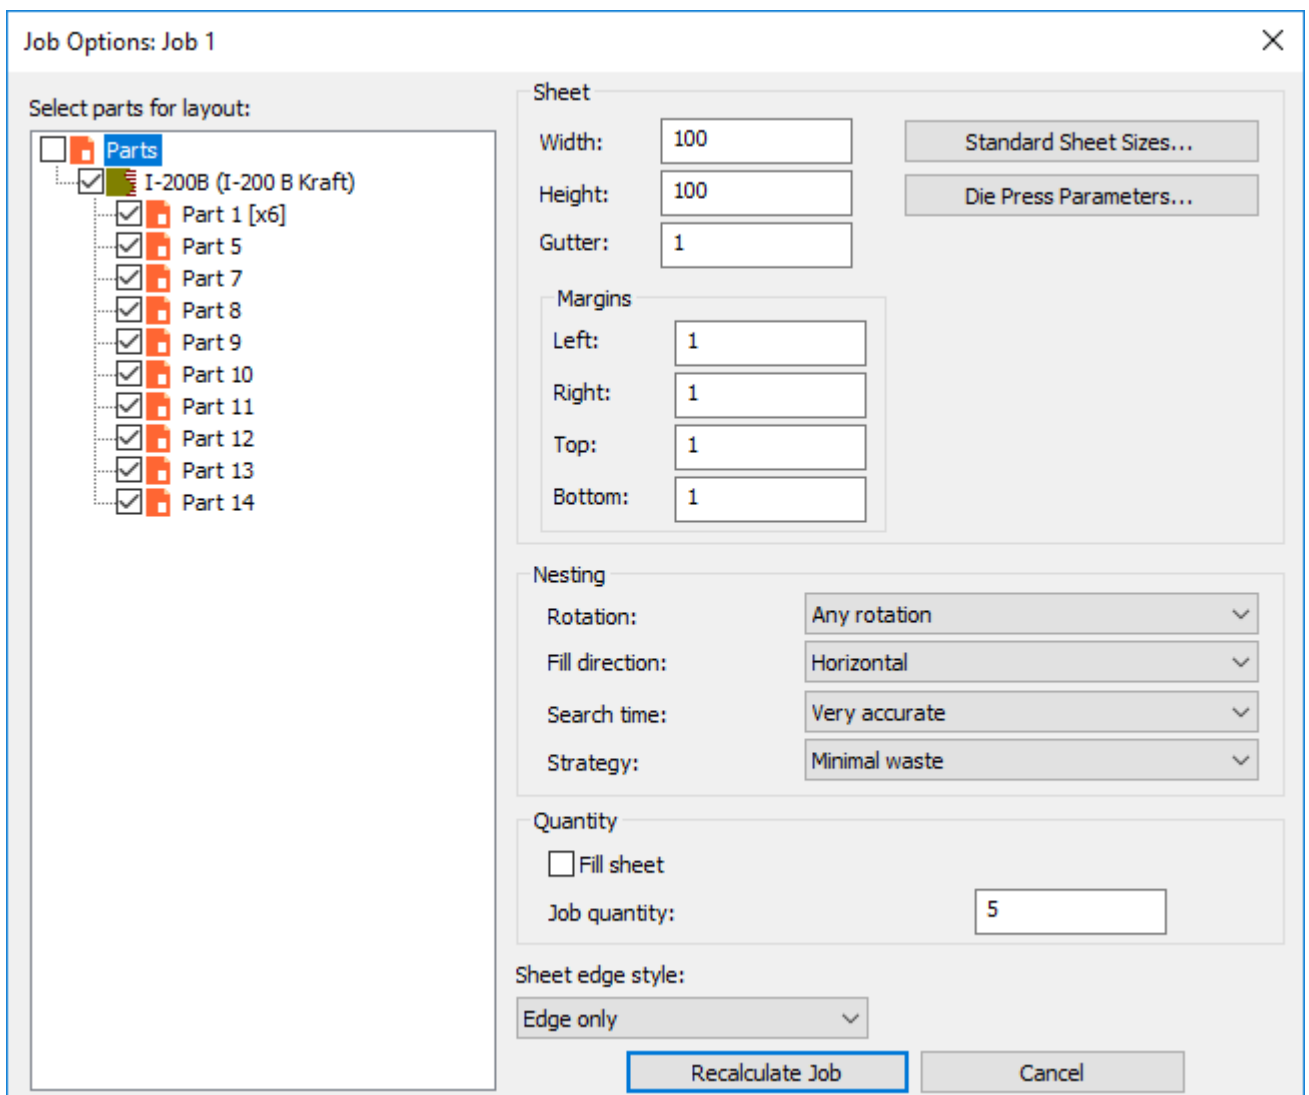 Job Options: Job 1
Select parts for layout:
Parts
I-200B (I-200 B Kraft)
Part 1 [x6]
Part 5
Part 7
Part 8
Part 9
Part 10
Part 11
Part 12
Part 13
Part 14
Sheet
Width: 100 Standard Sheet Sizes...
Height: 100 Die Press Parameters...
Gutter: 1
Margins
Left: 1
Right: 1
Top: 1
Bottom: 1
Nesting
Rotation: Any rotation
Fill direction: Horizontal
Search time: Very accurate
Strategy: Minimal waste
Quantity
Fill sheet
Job quantity: 5
Sheet edge style:
Edge only
Recalculate Job Cancel